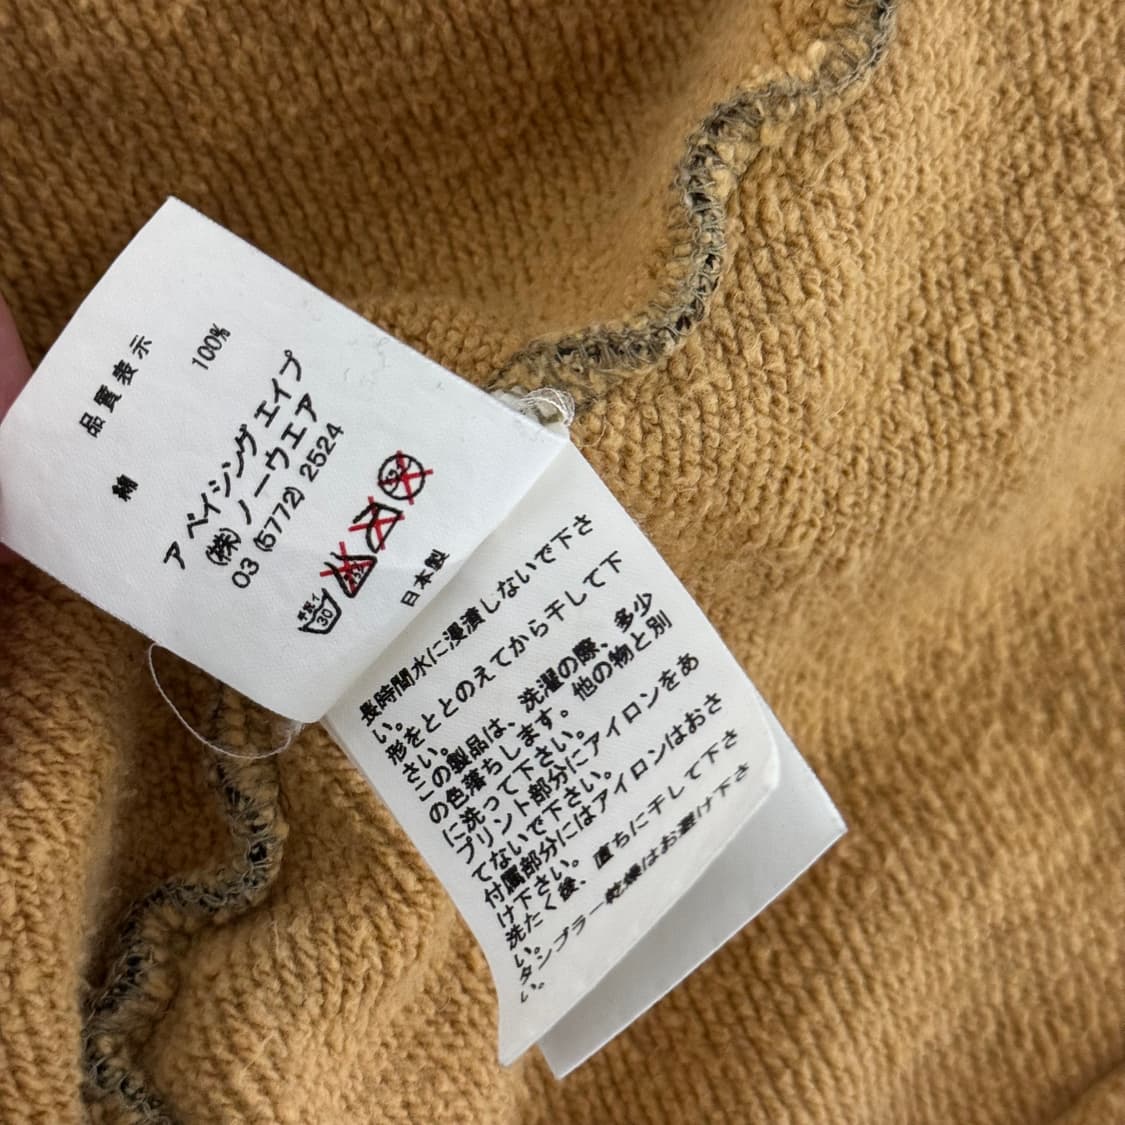 品質表示
綿 100%
ア ベイシング エイプ
(株)ノーウエア
03 (5772) 2524
手洗イ
30
日本製
長時間水に浸漬しないで下さ
い。
形をととのえてから干して下
さい。
この製品は、洗濯の際、多少
の色落ちします。他の物と別
に洗って下さい。
プリント部分にアイロンをあ
てないで下さい。
付属部分にはアイロンはおさ
け下さい。
洗たく後、直ちに干して下さ
い。
タンブラー乾燥はお避け下さ
い。